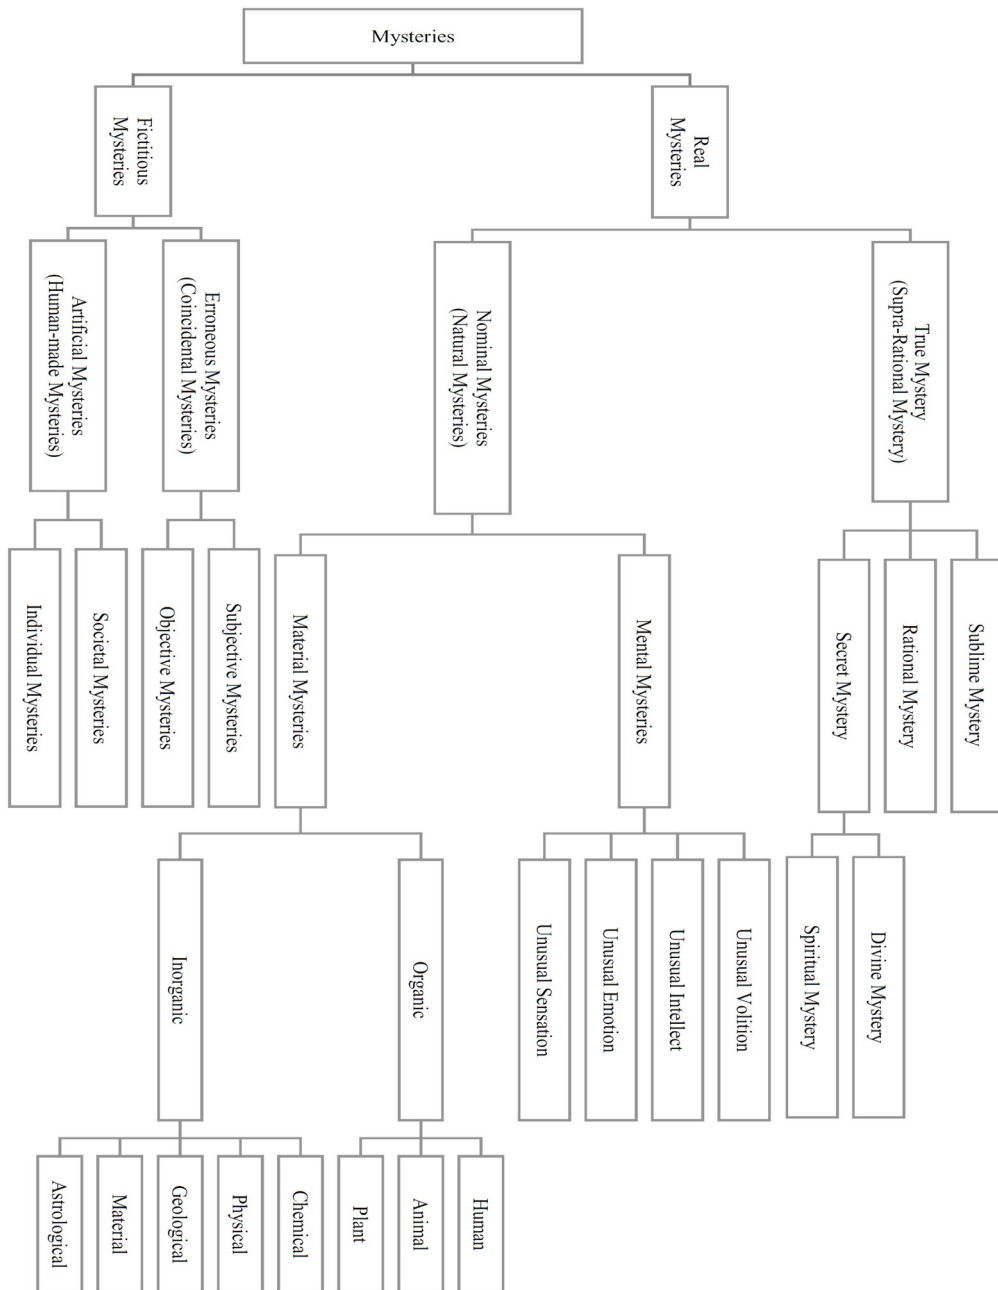 Mysteries
Fictitious
Mysteries
Real
Mysteries
Artificial Mysteries
(Human-made Mysteries)
Erroneous Mysteries
(Coincidental Mysteries)
Nominal Mysteries
(Natural Mysteries)
True Mystery
(Supra-Rational Mystery)
Individual Mysteries
Societal Mysteries
Objective Mysteries
Subjective Mysteries
Material Mysteries
Mental Mysteries
Secret Mystery
Rational Mystery
Sublime Mystery
Inorganic
Organic
Unusual Sensation
Unusual Emotion
Unusual Intellect
Unusual Volition
Spiritual Mystery
Divine Mystery
Astrological
Material
Geological
Physical
Chemical
Plant
Animal
Human